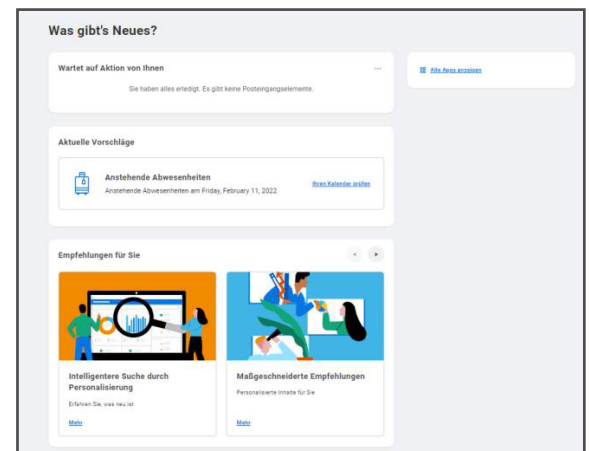 Was gibt's Neues?
Wartet auf Aktion von Ihnen
Sie haben alles erledigt. Es gibt keine Posteingangselemente.
Alle Apps anzeigen
Aktuelle Vorschläge
Anstehende Abwesenheiten
Anstehende Abwesenheiten am Friday, February 11, 2022
Ihren Kalender prüfen
Empfehlungen für Sie
Intelligentere Suche durch
Personalisierung
Erfahren Sie, was neu ist
Mehr
Maßgeschneiderte Empfehlungen
Personalisierte Inhalte für Sie
Mehr